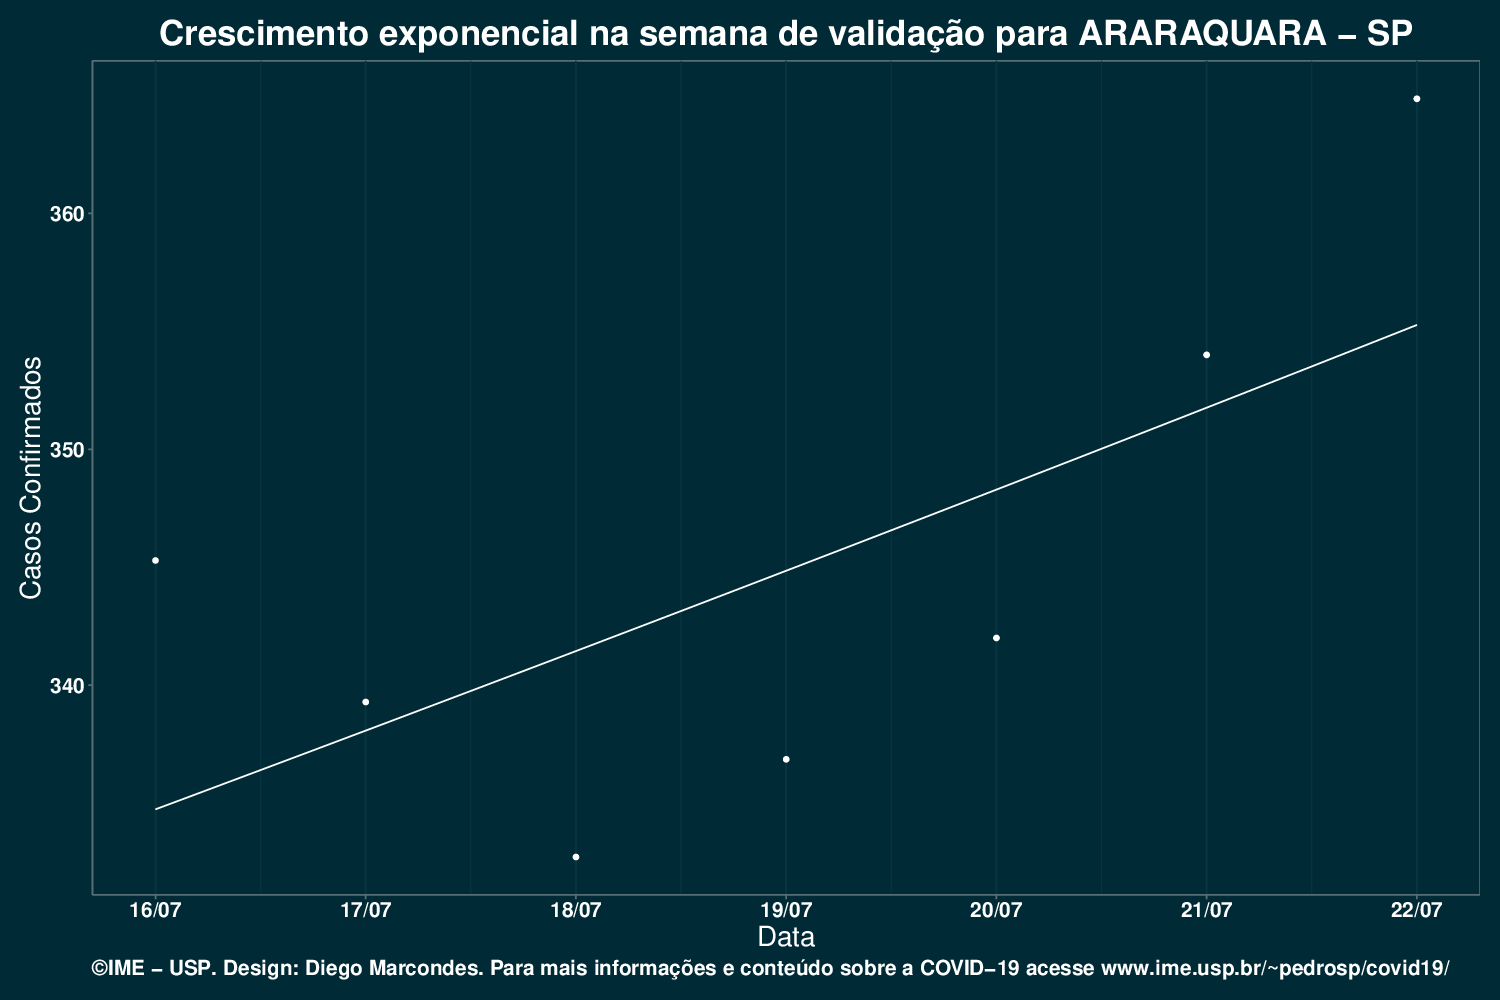 Crescimento exponencial na semana de validação para ARARAQUARA − SP
Casos Confirmados
360
350
340
16/07 17/07 18/07 19/07 20/07 21/07 22/07
Data
©IME − USP. Design: Diego Marcondes. Para mais informações e conteúdo sobre a COVID−19 acesse www.ime.usp.br/~pedrosp/covid19/